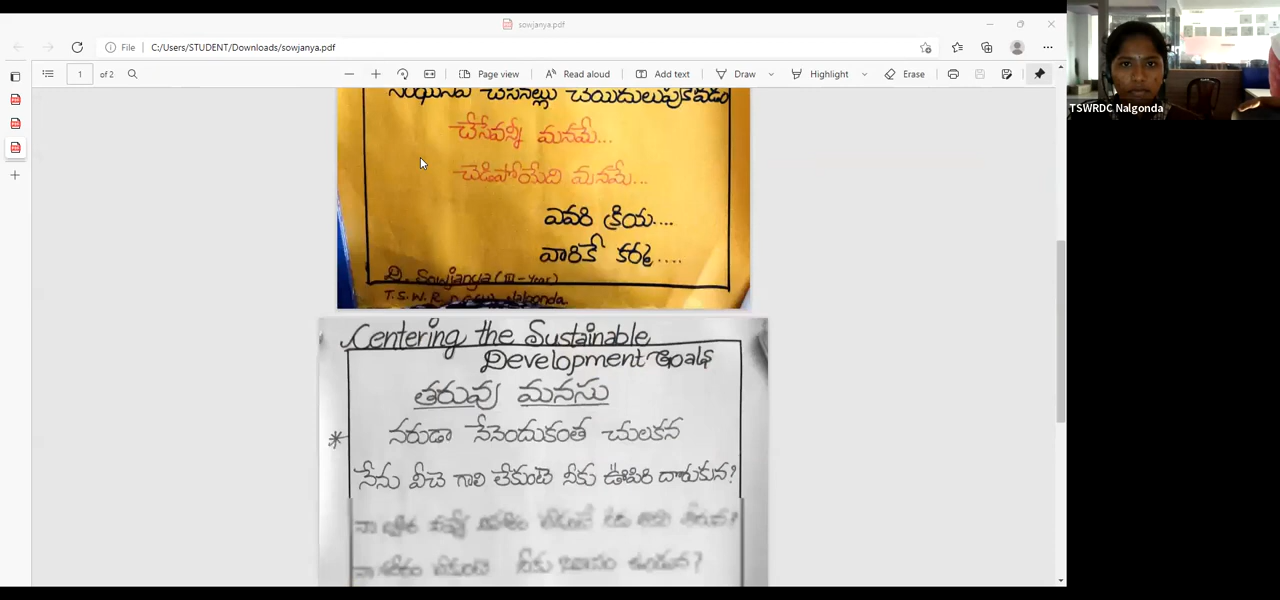 sowjanya.pdf
File C:/Users/STUDENT/Downloads/sowjanya.pdf
1 of 2 Page view Read aloud Add text Draw Highlight Erase
TSWRDC Nalgonda
చేయిదులుపుకోవడం
చేసేవన్నీ మనమే...
చెడిపోయేది మనమే...
ఎవరి క్రియ....
వారికే కర్మ....
D. Sowjanya (III-Year)
T.S.W.R. Nalgonda.
Centering the Sustainable
Development Goals
తరువు మనసు
* నరుడా నేనెందుకంత చులకన
నేను వీచె గాలి లేకుంటె నీకు ఊపిరి దొరుకున?
నా
నా నీకు ఉండున?